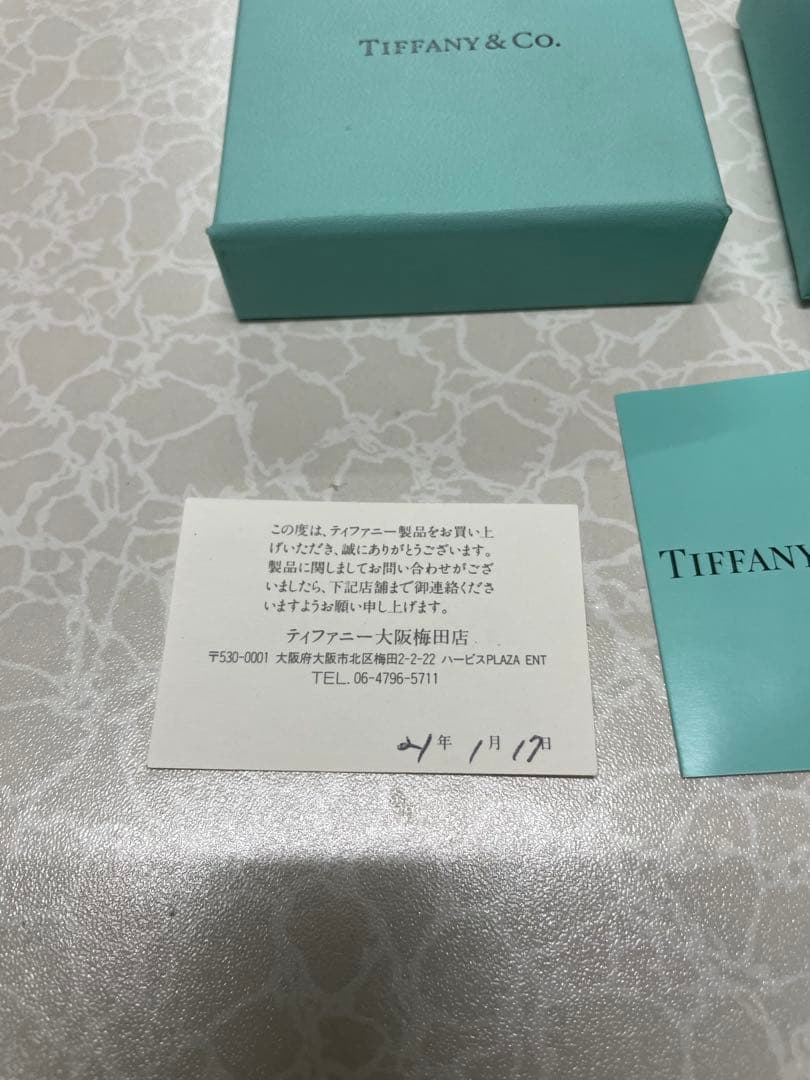 TIFFANY & CO.
この度は、ティファニー製品をお買い上
げいただき、誠にありがとうございます。
製品に関しましてお問い合わせがござ
いましたら、下記店舗まで御連絡くださ
いますようお願い申し上げます。
ティファニー大阪梅田店
〒530-0001 大阪府大阪市北区梅田2-2-22 ハービスPLAZA ENT
TEL. 06-4796-5711
21年 1月 17日
TIFFANY